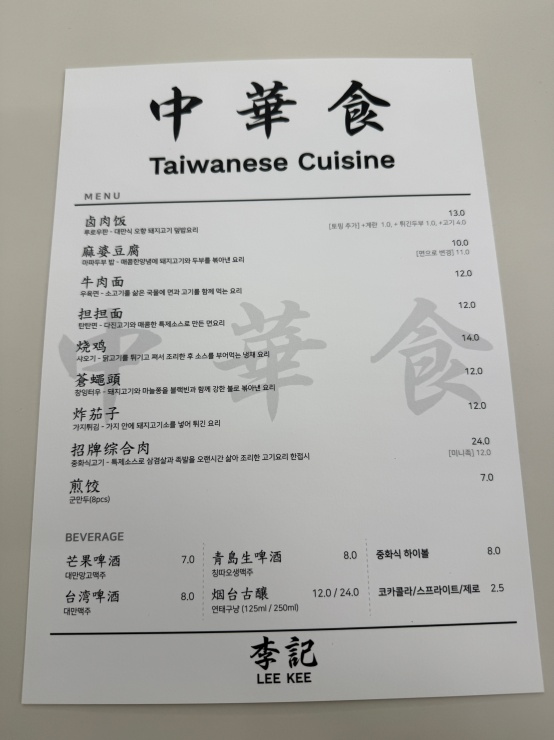 中華食
Taiwanese Cuisine
MENU
卤肉饭 13.0
루로우판 - 대만식 오향 돼지고기 덮밥요리 [토핑 추가] +계란 1.0, + 튀긴두부 1.0, +고기 4.0
麻婆豆腐 10.0
마파두부 밥 - 매콤한양념에 돼지고기와 두부를 볶아낸 요리 [면으로 변경] 11.0
牛肉面 12.0
우육면 - 소고기를 삶은 국물에 면과 고기를 함께 먹는 요리
担担面 12.0
탄탄면 - 다진고기와 매콤한 특제소스로 만든 면요리
烧鸡 14.0
샤오기 - 닭고기를 튀기고 쪄서 조리한 후 소스를 부어먹는 냉채 요리
蒼蠅頭 12.0
창잉터우 - 돼지고기와 마늘쫑을 블랙빈과 함께 강한 불로 볶아낸 요리
炸茄子 12.0
가지튀김 - 가지 안에 돼지고기소를 넣어 튀긴 요리
招牌综合肉 24.0
중화식고기 - 특제소스로 삼겹살과 족발을 오랜시간 삶아 조리한 고기요리 한접시 [미니족] 12.0
煎饺 7.0
군만두(8pcs)
中華食
BEVERAGE
芒果啤酒 7.0
대만망고맥주
台湾啤酒 8.0
대만맥주
青島生啤酒 8.0
칭따오생맥주
烟台古釀 12.0 / 24.0
연태구냥 (125ml / 250ml)
중화식 하이볼 8.0
코카콜라/스프라이트/제로 2.5
李記
LEE KEE